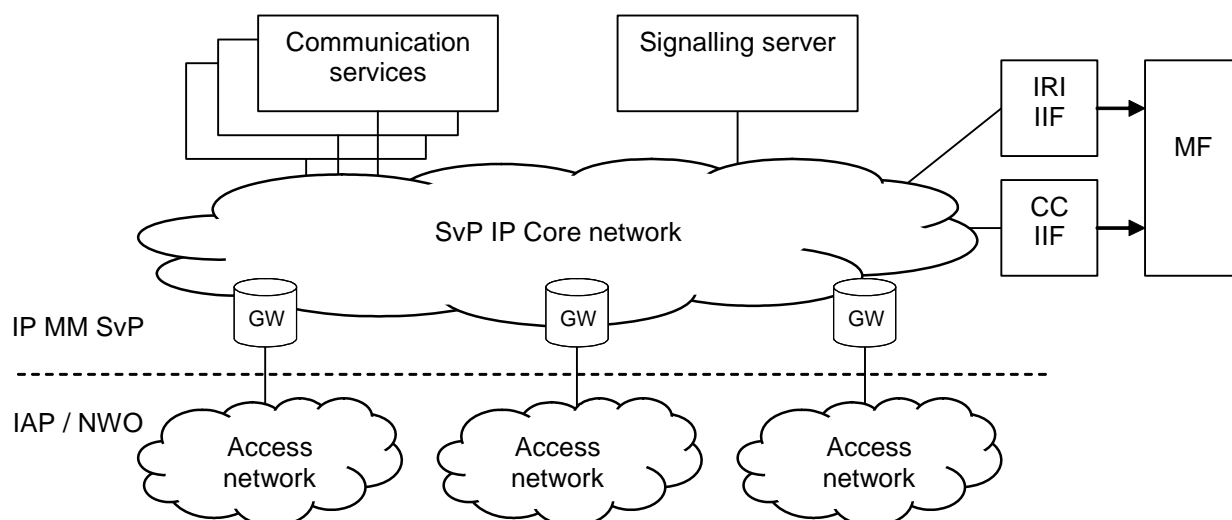 Communication
services
Signalling server
IRI
IIF
MF
CC
IIF
SvP IP Core network
GW
GW
GW
IP MM SvP
IAP / NWO
Access
network
Access
network
Access
network